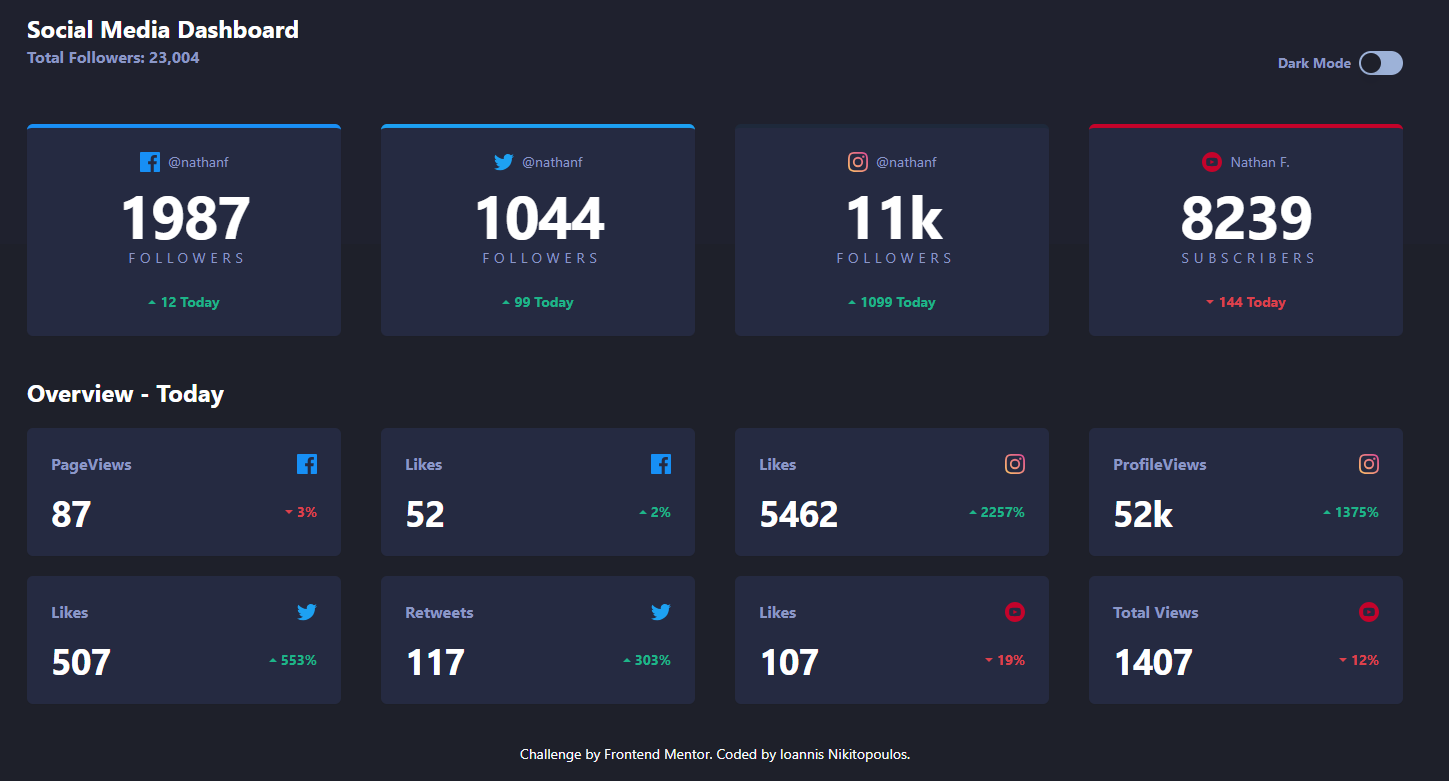 Social Media Dashboard
Total Followers: 23,004
Dark Mode
@nathanf
1987
FOLLOWERS
12 Today
@nathanf
1044
FOLLOWERS
99 Today
@nathanf
11k
FOLLOWERS
1099 Today
Nathan F.
8239
SUBSCRIBERS
144 Today
Overview - Today
PageViews
87
3%
Likes
52
2%
Likes
5462
2257%
ProfileViews
52k
1375%
Likes
507
553%
Retweets
117
303%
Likes
107
19%
Total Views
1407
12%
Challenge by Frontend Mentor. Coded by Ioannis Nikitopoulos.